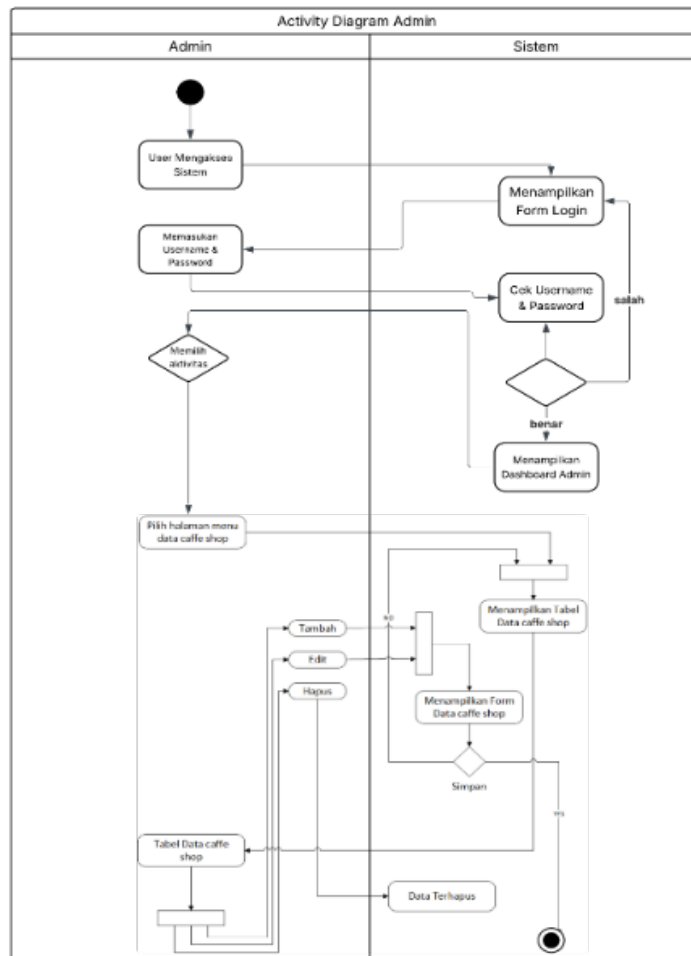 Activity Diagram Admin
Admin
Sistem
User Mengakses
Sistem
Menampilkan
Form Login
Memasukan
Username &
Password
Cek Username
& Password
salah
Memilih
aktivitas
benar
Menampilkan
Dashboard Admin
Pilih halaman menu
data caffe shop
Menampilkan Tabel
Data caffe shop
NO
Tambah
Edit
Hapus
Menampilkan Form
Data caffe shop
Simpan
YES
Tabel Data caffe
shop
Data Terhapus